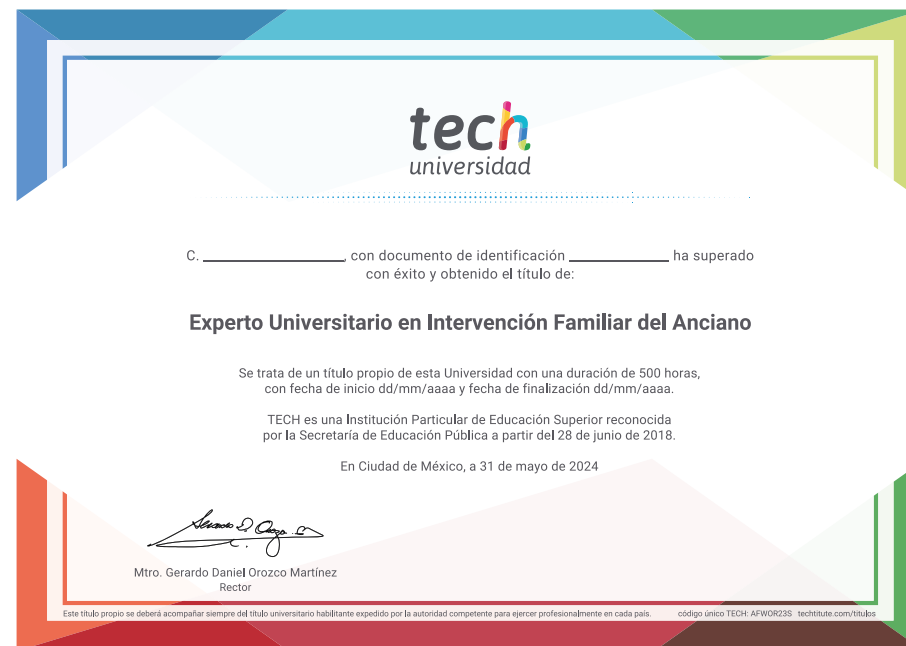 tech
universidad
C. ____________, con documento de identificación ____________ ha superado
con éxito y obtenido el título de:
Experto Universitario en Intervención Familiar del Anciano
Se trata de un título propio de esta Universidad con una duración de 500 horas,
con fecha de inicio dd/mm/aaaa y fecha de finalización dd/mm/aaaa.
TECH es una Institución Particular de Educación Superior reconocida
por la Secretaría de Educación Pública a partir del 28 de junio de 2018.
En Ciudad de México, a 31 de mayo de 2024
Mtro. Gerardo Daniel Orozco Martínez
Rector
Este título propio se deberá acompañar siempre del título universitario habilitante expedido por la autoridad competente para ejercer profesionalmente en cada país. código único TECH: AFWOR23S techtitute.com/titulos